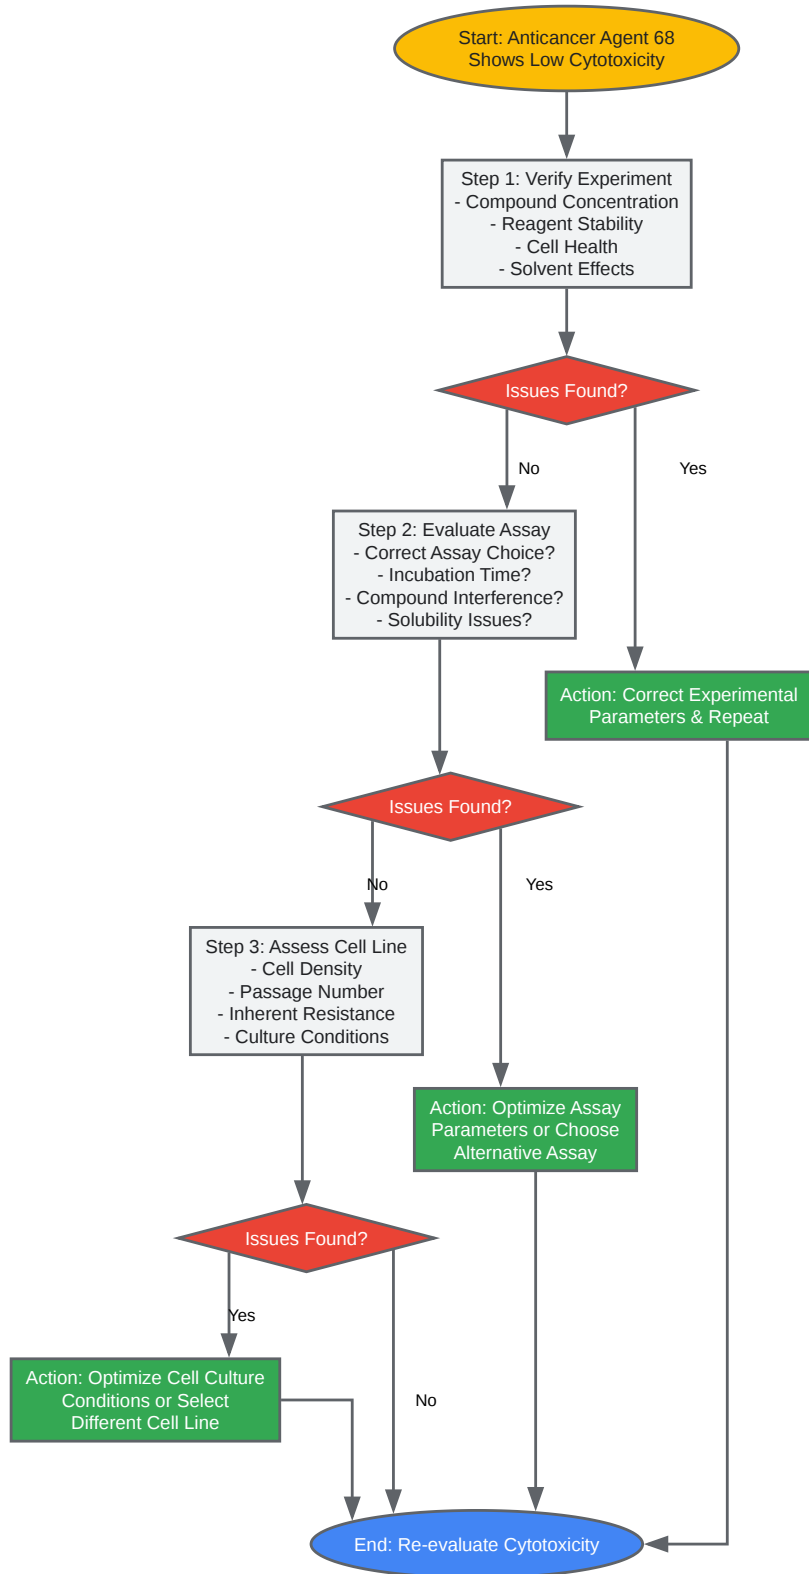 Start: Anticancer Agent 68
Shows Low Cytotoxicity
Step 1: Verify Experiment
- Compound Concentration
- Reagent Stability
- Cell Health
- Solvent Effects
Issues Found?
No
Yes
Step 2: Evaluate Assay
- Correct Assay Choice?
- Incubation Time?
- Compound Interference?
- Solubility Issues?
Action: Correct Experimental
Parameters & Repeat
Issues Found?
No
Yes
Step 3: Assess Cell Line
- Cell Density
- Passage Number
- Inherent Resistance
- Culture Conditions
Action: Optimize Assay
Parameters or Choose
Alternative Assay
Issues Found?
Yes
No
Action: Optimize Cell Culture
Conditions or Select
Different Cell Line
End: Re-evaluate Cytotoxicity